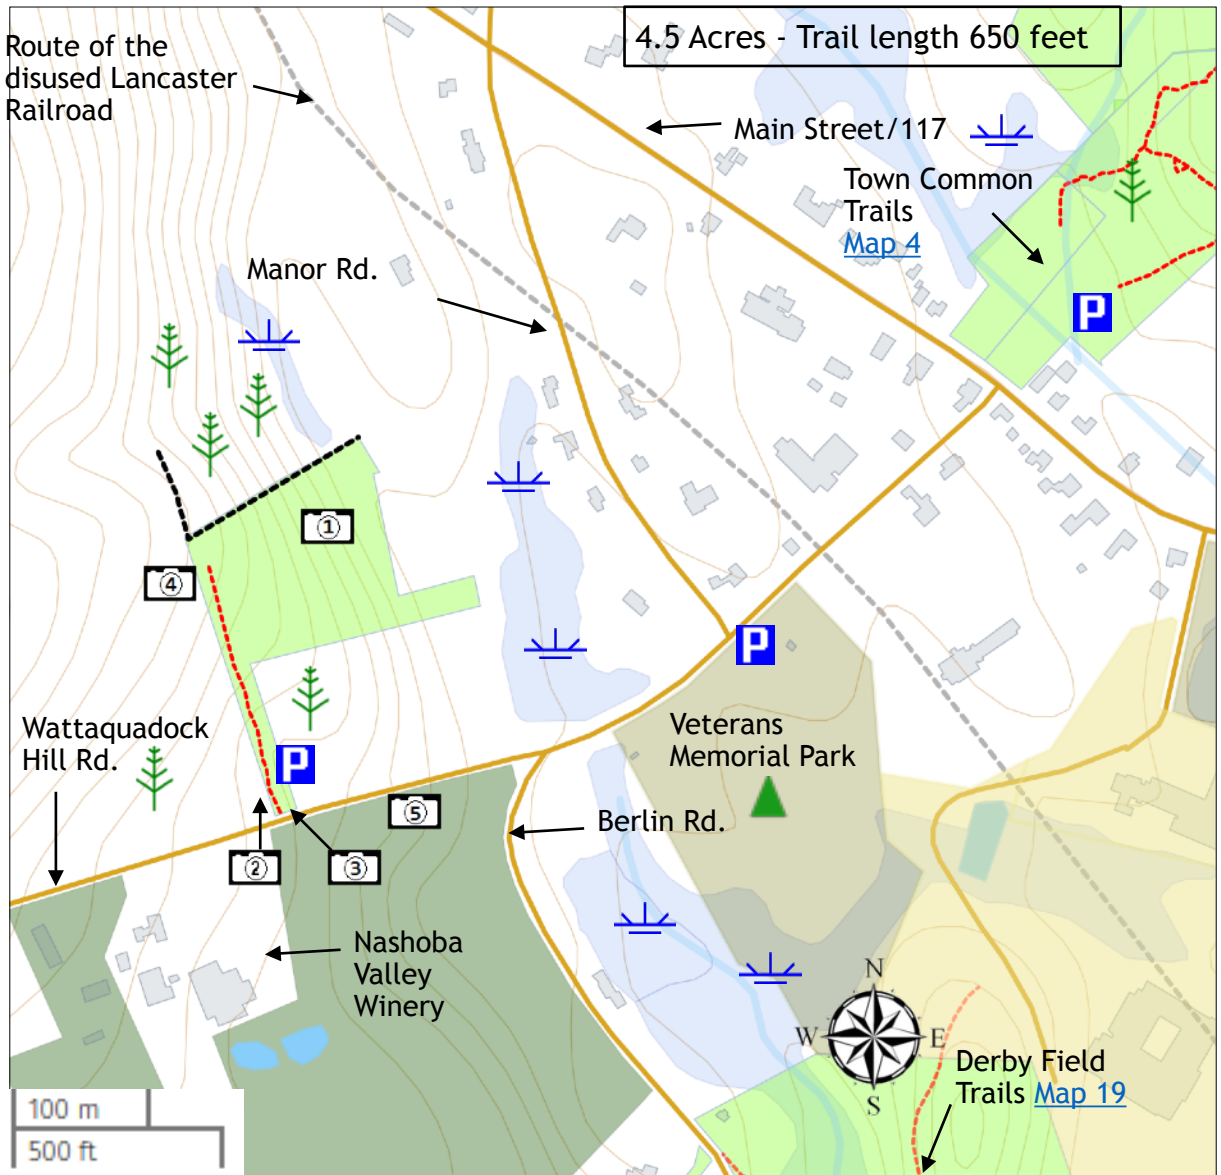 4.5 Acres - Trail length 650 feet
Route of the
disused Lancaster
Railroad
Main Street/117
Town Common
Trails
Map 4
Manor Rd.
P
1
4
P
Wattaquadock
Hill Rd.
Veterans
Memorial Park
P
5
Berlin Rd.
2
3
Nashoba
Valley
Winery
N
W
E
S
Derby Field
Trails Map 19
100 m
500 ft